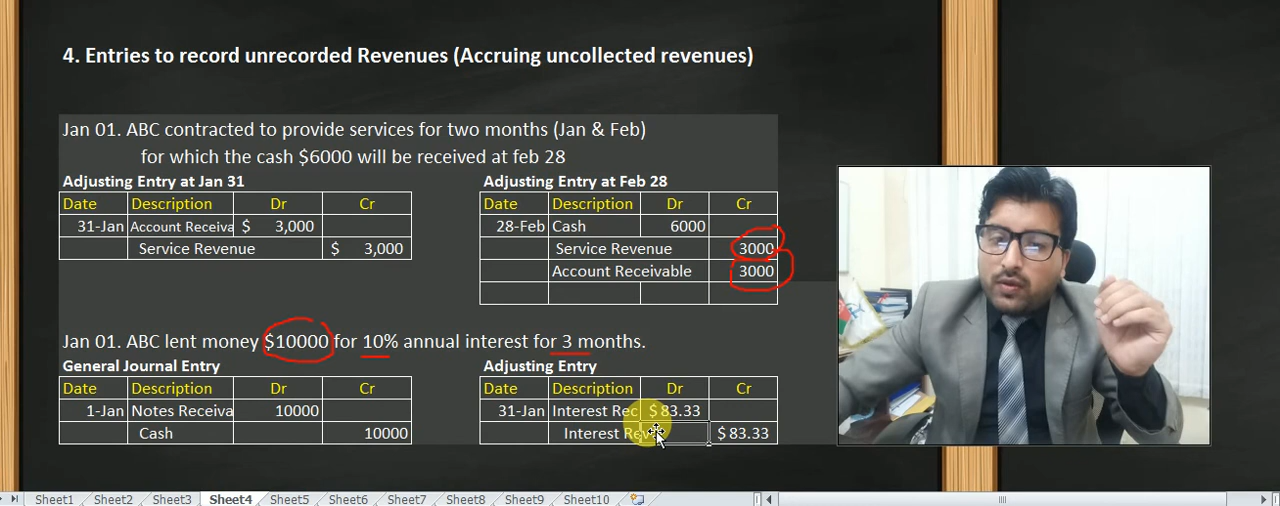 4. Entries to record unrecorded Revenues (Accruing uncollected revenues)
Jan 01. ABC contracted to provide services for two months (Jan & Feb)
for which the cash $6000 will be received at feb 28
Adjusting Entry at Jan 31
Date Description Dr Cr
31-Jan Account Receiva $ 3,000
Service Revenue $ 3,000
Adjusting Entry at Feb 28
Date Description Dr Cr
28-Feb Cash 6000
Service Revenue 3000
Account Receivable 3000
Jan 01. ABC lent money $10000 for 10% annual interest for 3 months.
General Journal Entry
Date Description Dr Cr
1-Jan Notes Receiva 10000
Cash 10000
Adjusting Entry
Date Description Dr Cr
31-Jan Interest Rec $ 83.33
Interest Rev $ 83.33
Sheet1 Sheet2 Sheet3 Sheet4 Sheet5 Sheet6 Sheet7 Sheet8 Sheet9 Sheet10